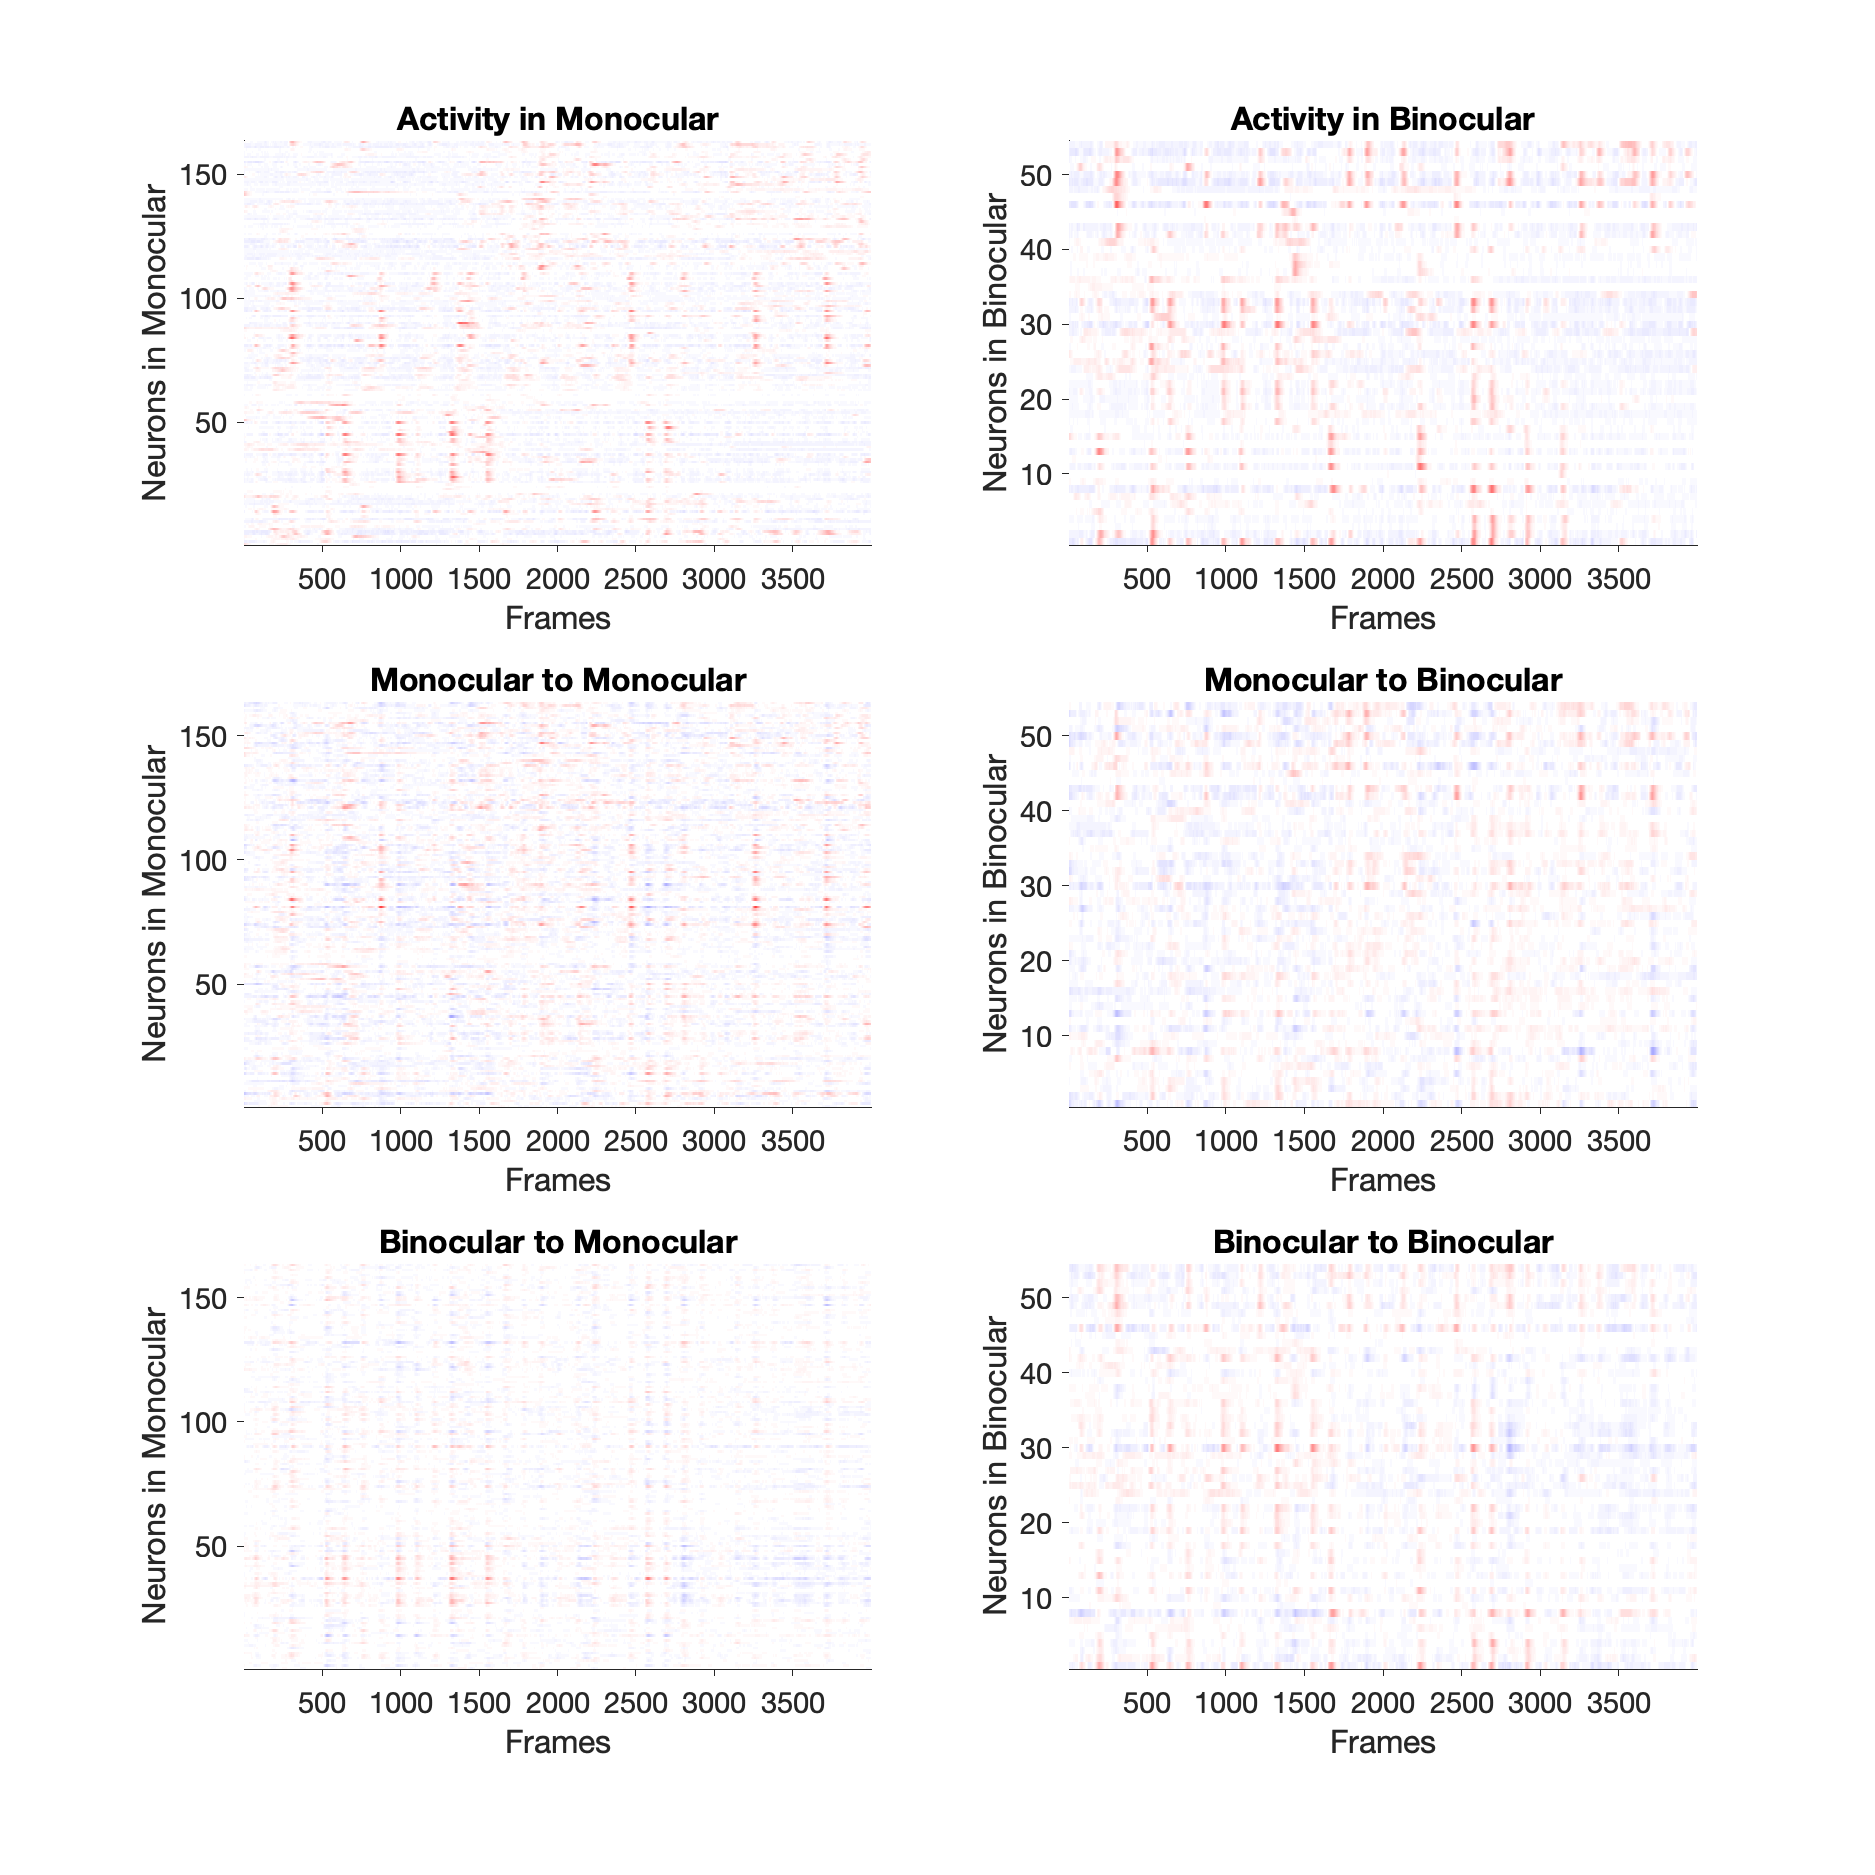 Activity in Monocular
Neurons in Monocular
150
100
50
500 1000 1500 2000 2500 3000 3500
Frames
Activity in Binocular
Neurons in Binocular
50
40
30
20
10
500 1000 1500 2000 2500 3000 3500
Frames
Monocular to Monocular
Neurons in Monocular
150
100
50
500 1000 1500 2000 2500 3000 3500
Frames
Monocular to Binocular
Neurons in Binocular
50
40
30
20
10
500 1000 1500 2000 2500 3000 3500
Frames
Binocular to Monocular
Neurons in Monocular
150
100
50
500 1000 1500 2000 2500 3000 3500
Frames
Binocular to Binocular
Neurons in Binocular
50
40
30
20
10
500 1000 1500 2000 2500 3000 3500
Frames